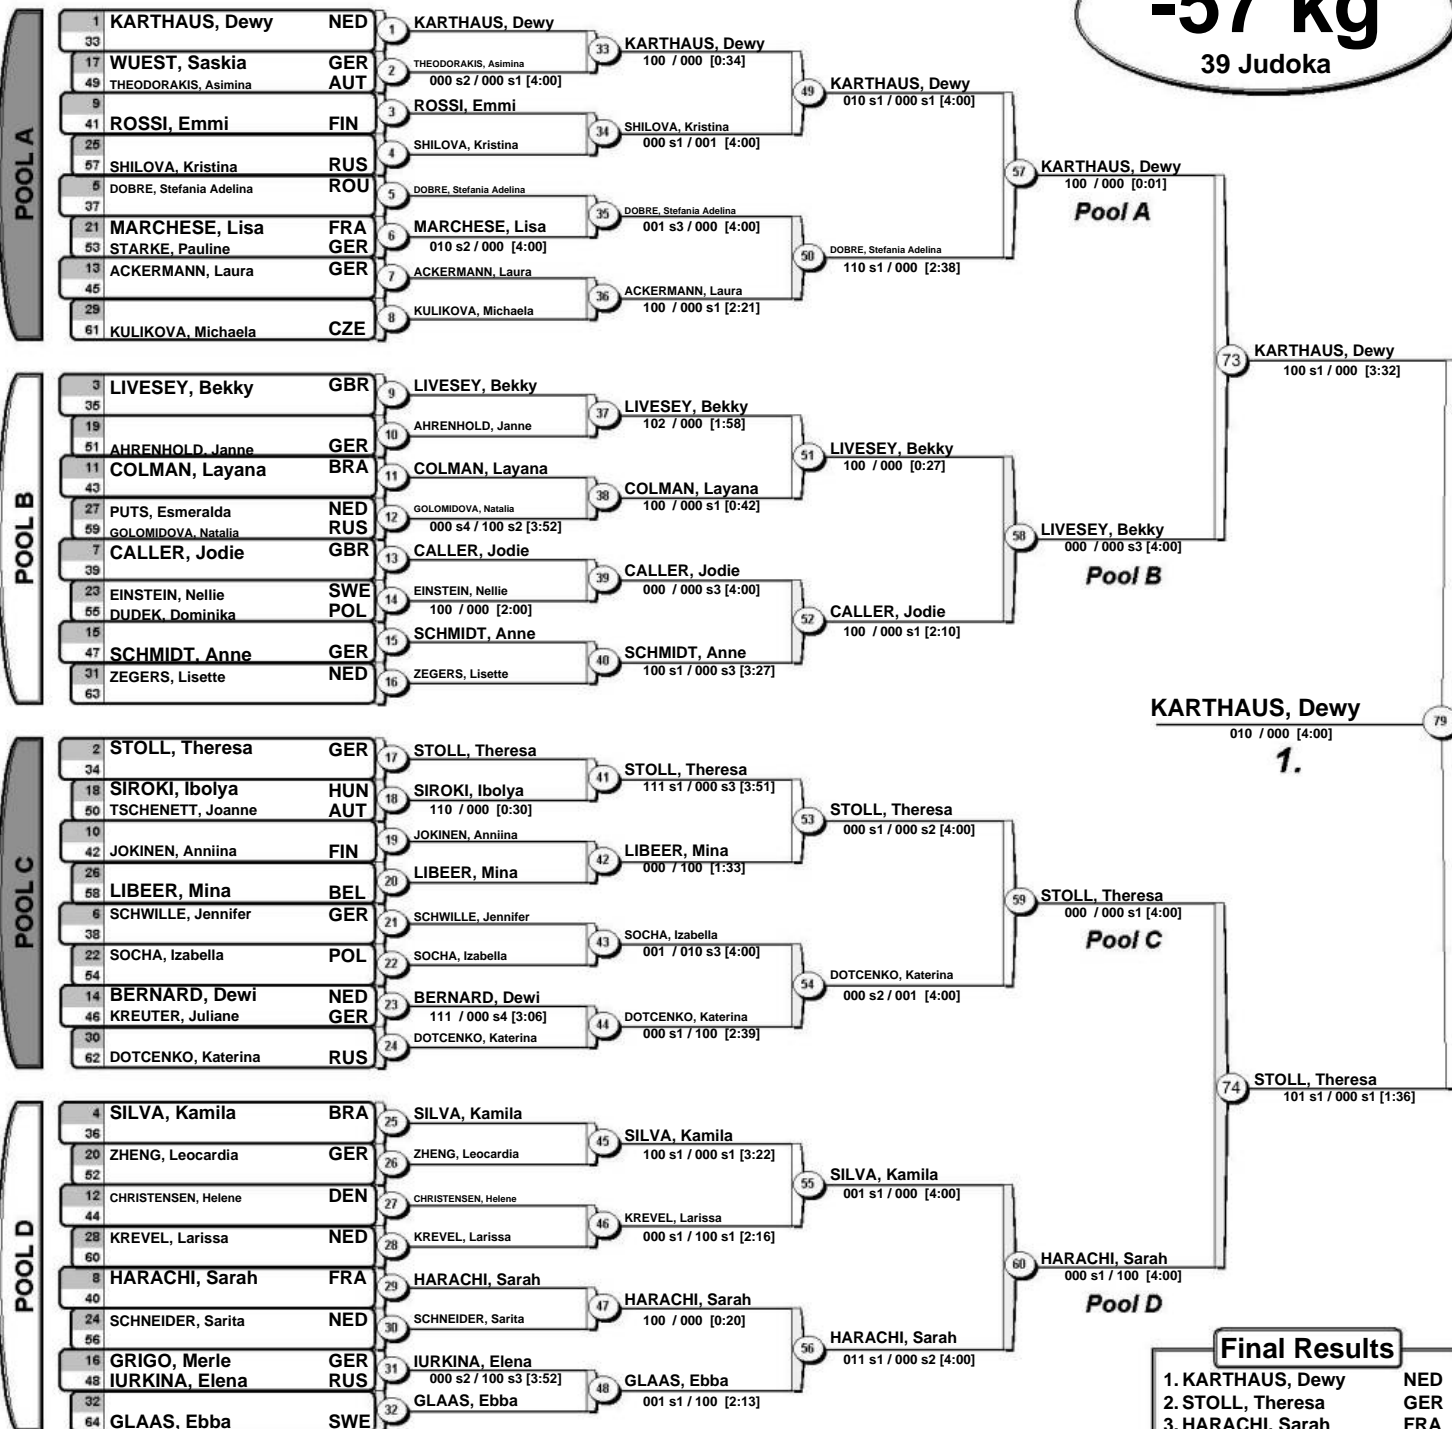 -57 kg
39 Judoka
POOL A
1 KARTHAUS, Dewy NED
33
17 WUEST, Saskia GER
49 THEODORAKIS, Asimina AUT
9
41 ROSSI, Emmi FIN
25
57 SHILOVA, Kristina RUS
5 DOBRE, Stefania Adelina ROU
37
21 MARCHESE, Lisa FRA
53 STARKE, Pauline GER
13 ACKERMANN, Laura GER
45
29
61 KULIKOVA, Michaela CZE
1 KARTHAUS, Dewy
2 THEODORAKIS, Asimina
000 s2 / 000 s1 [4:00]
3 ROSSI, Emmi
4 SHILOVA, Kristina
5 DOBRE, Stefania Adelina
6 MARCHESE, Lisa
010 s2 / 000 [4:00]
7 ACKERMANN, Laura
8 KULIKOVA, Michaela
33 KARTHAUS, Dewy
100 / 000 [0:34]
34 SHILOVA, Kristina
000 s1 / 001 [4:00]
35 DOBRE, Stefania Adelina
001 s3 / 000 [4:00]
36 ACKERMANN, Laura
100 / 000 s1 [2:21]
49 KARTHAUS, Dewy
010 s1 / 000 s1 [4:00]
50 DOBRE, Stefania Adelina
110 s1 / 000 [2:38]
57 KARTHAUS, Dewy
100 / 000 [0:01]
Pool A
POOL B
3 LIVESEY, Bekky GBR
35
19
51 AHRENHOLD, Janne GER
11 COLMAN, Layana BRA
43
27 PUTS, Esmeralda NED
59 GOLOMIDOVA, Natalia RUS
7 CALLER, Jodie GBR
39
23 EINSTEIN, Nellie SWE
55 DUDEK, Dominika POL
15
47 SCHMIDT, Anne GER
31 ZEGERS, Lisette NED
63
9 LIVESEY, Bekky
10 AHRENHOLD, Janne
11 COLMAN, Layana
12 GOLOMIDOVA, Natalia
000 s4 / 100 s2 [3:52]
13 CALLER, Jodie
14 EINSTEIN, Nellie
100 / 000 [2:00]
15 SCHMIDT, Anne
16 ZEGERS, Lisette
37 LIVESEY, Bekky
102 / 000 [1:58]
38 COLMAN, Layana
100 / 000 s1 [0:42]
39 CALLER, Jodie
000 / 000 s3 [4:00]
40 SCHMIDT, Anne
100 s1 / 000 s3 [3:27]
51 LIVESEY, Bekky
100 / 000 [0:27]
52 CALLER, Jodie
100 / 000 s1 [2:10]
58 LIVESEY, Bekky
000 / 000 s3 [4:00]
Pool B
73 KARTHAUS, Dewy
100 s1 / 000 [3:32]
KARTHAUS, Dewy 79
010 / 000 [4:00]
1.
POOL C
2 STOLL, Theresa GER
34
18 SIROKI, Ibolya HUN
50 TSCHENETT, Joanne AUT
10
42 JOKINEN, Anniina FIN
26
58 LIBEER, Mina BEL
6 SCHWILLE, Jennifer GER
38
22 SOCHA, Izabella POL
54
14 BERNARD, Dewi NED
46 KREUTER, Juliane GER
30
62 DOTCENKO, Katerina RUS
17 STOLL, Theresa
18 SIROKI, Ibolya
110 / 000 [0:30]
19 JOKINEN, Anniina
20 LIBEER, Mina
21 SCHWILLE, Jennifer
22 SOCHA, Izabella
23 BERNARD, Dewi
111 / 000 s4 [3:06]
24 DOTCENKO, Katerina
41 STOLL, Theresa
111 s1 / 000 s3 [3:51]
42 LIBEER, Mina
000 / 100 [1:33]
43 SOCHA, Izabella
001 / 010 s3 [4:00]
44 DOTCENKO, Katerina
000 s1 / 100 [2:39]
53 STOLL, Theresa
000 s1 / 000 s2 [4:00]
54 DOTCENKO, Katerina
000 s2 / 001 [4:00]
59 STOLL, Theresa
000 / 000 s1 [4:00]
Pool C
POOL D
4 SILVA, Kamila BRA
36
20 ZHENG, Leocardia GER
52
12 CHRISTENSEN, Helene DEN
44
28 KREVEL, Larissa NED
60
8 HARACHI, Sarah FRA
40
24 SCHNEIDER, Sarita NED
56
16 GRIGO, Merle GER
48 IURKINA, Elena RUS
32
64 GLAAS, Ebba SWE
25 SILVA, Kamila
26 ZHENG, Leocardia
27 CHRISTENSEN, Helene
28 KREVEL, Larissa
29 HARACHI, Sarah
30 SCHNEIDER, Sarita
31 IURKINA, Elena
000 s2 / 100 s3 [3:52]
32 GLAAS, Ebba
45 SILVA, Kamila
100 s1 / 000 s1 [3:22]
46 KREVEL, Larissa
000 s1 / 100 s1 [2:16]
47 HARACHI, Sarah
100 / 000 [0:20]
48 GLAAS, Ebba
001 s1 / 100 [2:13]
55 SILVA, Kamila
001 s1 / 000 [4:00]
56 HARACHI, Sarah
011 s1 / 000 s2 [4:00]
60 HARACHI, Sarah
000 s1 / 100 [4:00]
Pool D
74 STOLL, Theresa
101 s1 / 000 s1 [1:36]
Final Results
1. KARTHAUS, Dewy NED
2. STOLL, Theresa GER
3. HARACHI, Sarah FRA